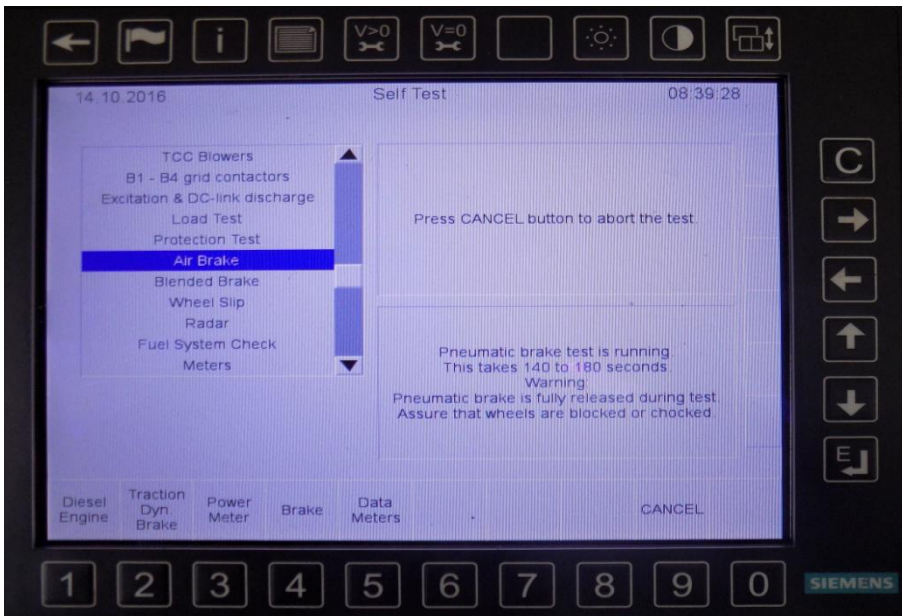 i
V>0
V=0
14.10.2016
Self Test
08:39:28
TCC Blowers
B1 - B4 grid contactors
Excitation & DC-link discharge
Load Test
Protection Test
Air Brake
Blended Brake
Wheel Slip
Radar
Fuel System Check
Meters
Press CANCEL button to abort the test.
Pneumatic brake test is running.
This takes 140 to 180 seconds.
Warning:
Pneumatic brake is fully released during test.
Assure that wheels are blocked or chocked.
Diesel
Engine
Traction
Dyn.
Brake
Power
Meter
Brake
Data
Meters
CANCEL
C
E
1 2 3 4 5 6 7 8 9 0
SIEMENS